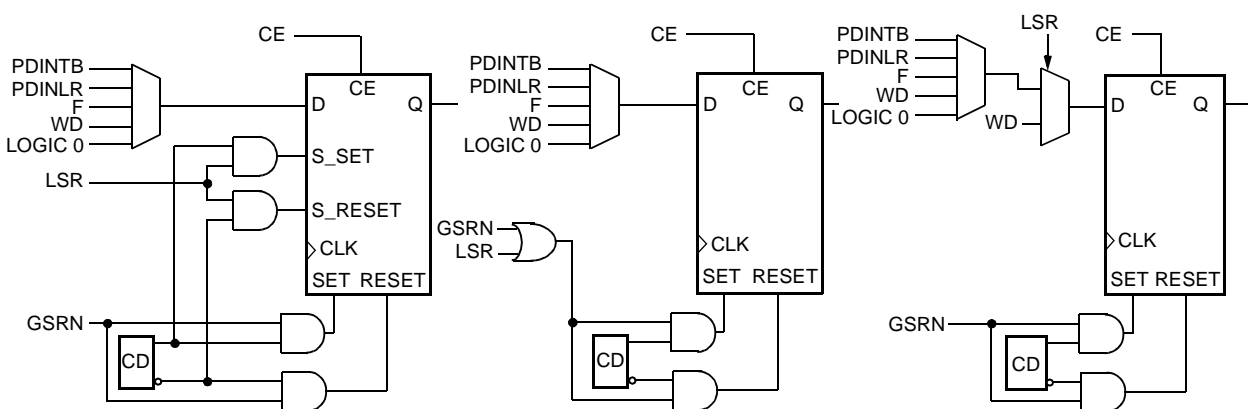 CE
PDINTB
PDINLR
F
WD
LOGIC 0
D
CE
Q
S_SET
LSR
S_RESET
CLK
SET RESET
GSRN
CD
CE
PDINTB
PDINLR
F
WD
LOGIC 0
D
CE
Q
GSRN
LSR
CLK
SET RESET
CD
LSR
CE
PDINTB
PDINLR
F
WD
LOGIC 0
WD
D
CE
Q
CLK
SET RESET
GSRN
CD